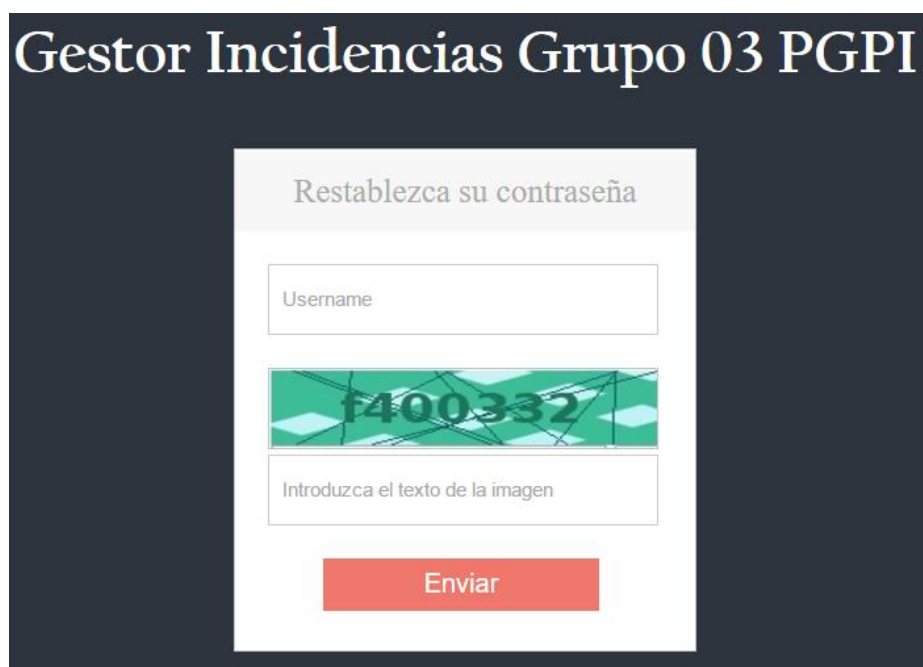 Gestor Incidencias Grupo 03 PGPI
Restablezca su contraseña
Username
f400332
Introduzca el texto de la imagen
Enviar